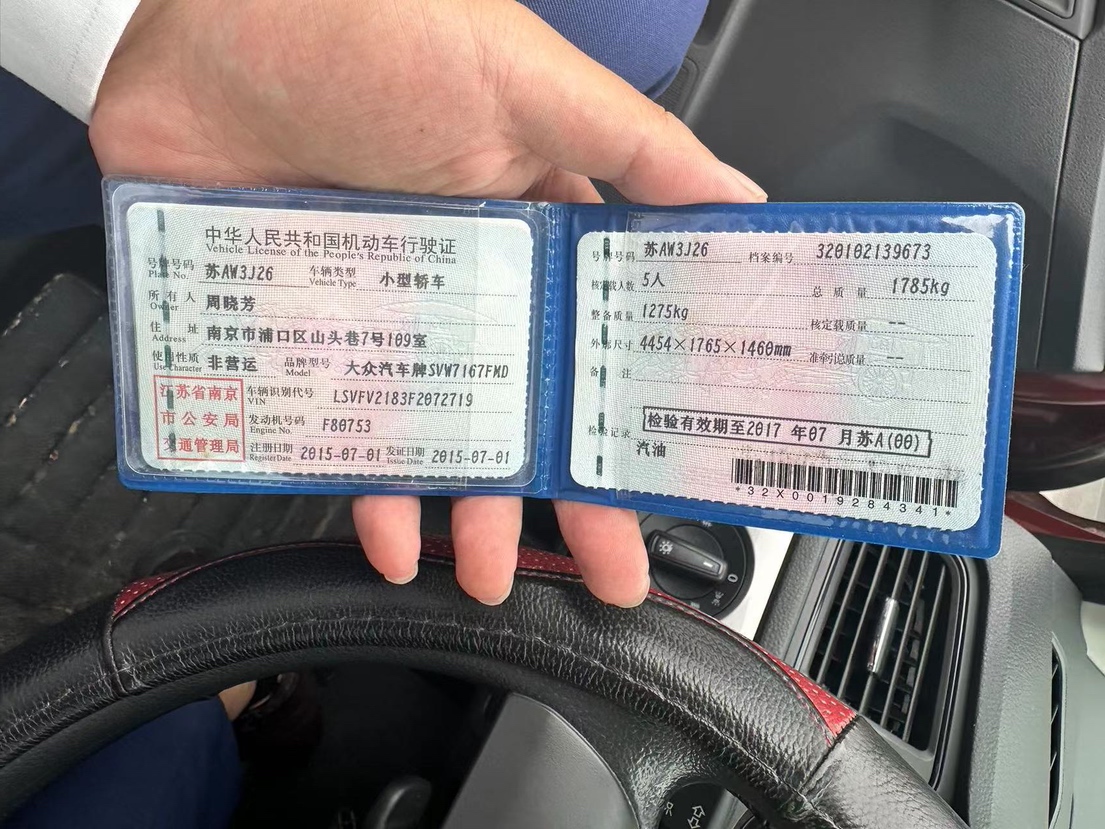 中华人民共和国机动车行驶证
Vehicle License of the People's Republic of China
号牌号码 Plate No. 苏AW3J26 车辆类型 Vehicle Type 小型轿车
所有人 Owner 周晓芳
住址 Address 南京市浦口区山头巷7号109室
使用性质 Use Character 非营运 品牌型号 Model 大众汽车牌SVW7167FMD
江苏省南京
市公安局
交通管理局
车辆识别代号 VIN LSVFV2183F2072719
发动机号码 Engine No. F80753
注册日期 Register Date 2015-07-01 发证日期 Issue Date 2015-07-01
号牌号码 苏AW3J26 档案编号 320102139673
核定载人数 5人 总质量 1785kg
整备质量 1275kg 核定载质量 --
外廓尺寸 4454×1765×1460mm 准牵引总质量 --
备注
检验记录 检验有效期至2017年07月苏A(00)
汽油
*32X0019284341*
0